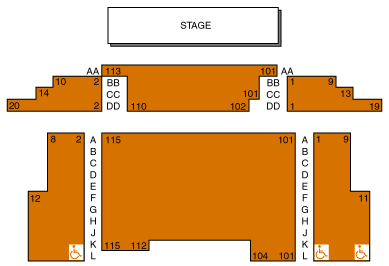 STAGE
AA 113 101 AA
10 2 BB BB 1 9
14 CC 101 CC 13
20 2 DD 110 102 DD 1 19
8 2 A 115 101 A 1 9
B B
C C
D D
E E
12 F F 11
G G
H H
J J
K 115 112 K
L 104 101 L